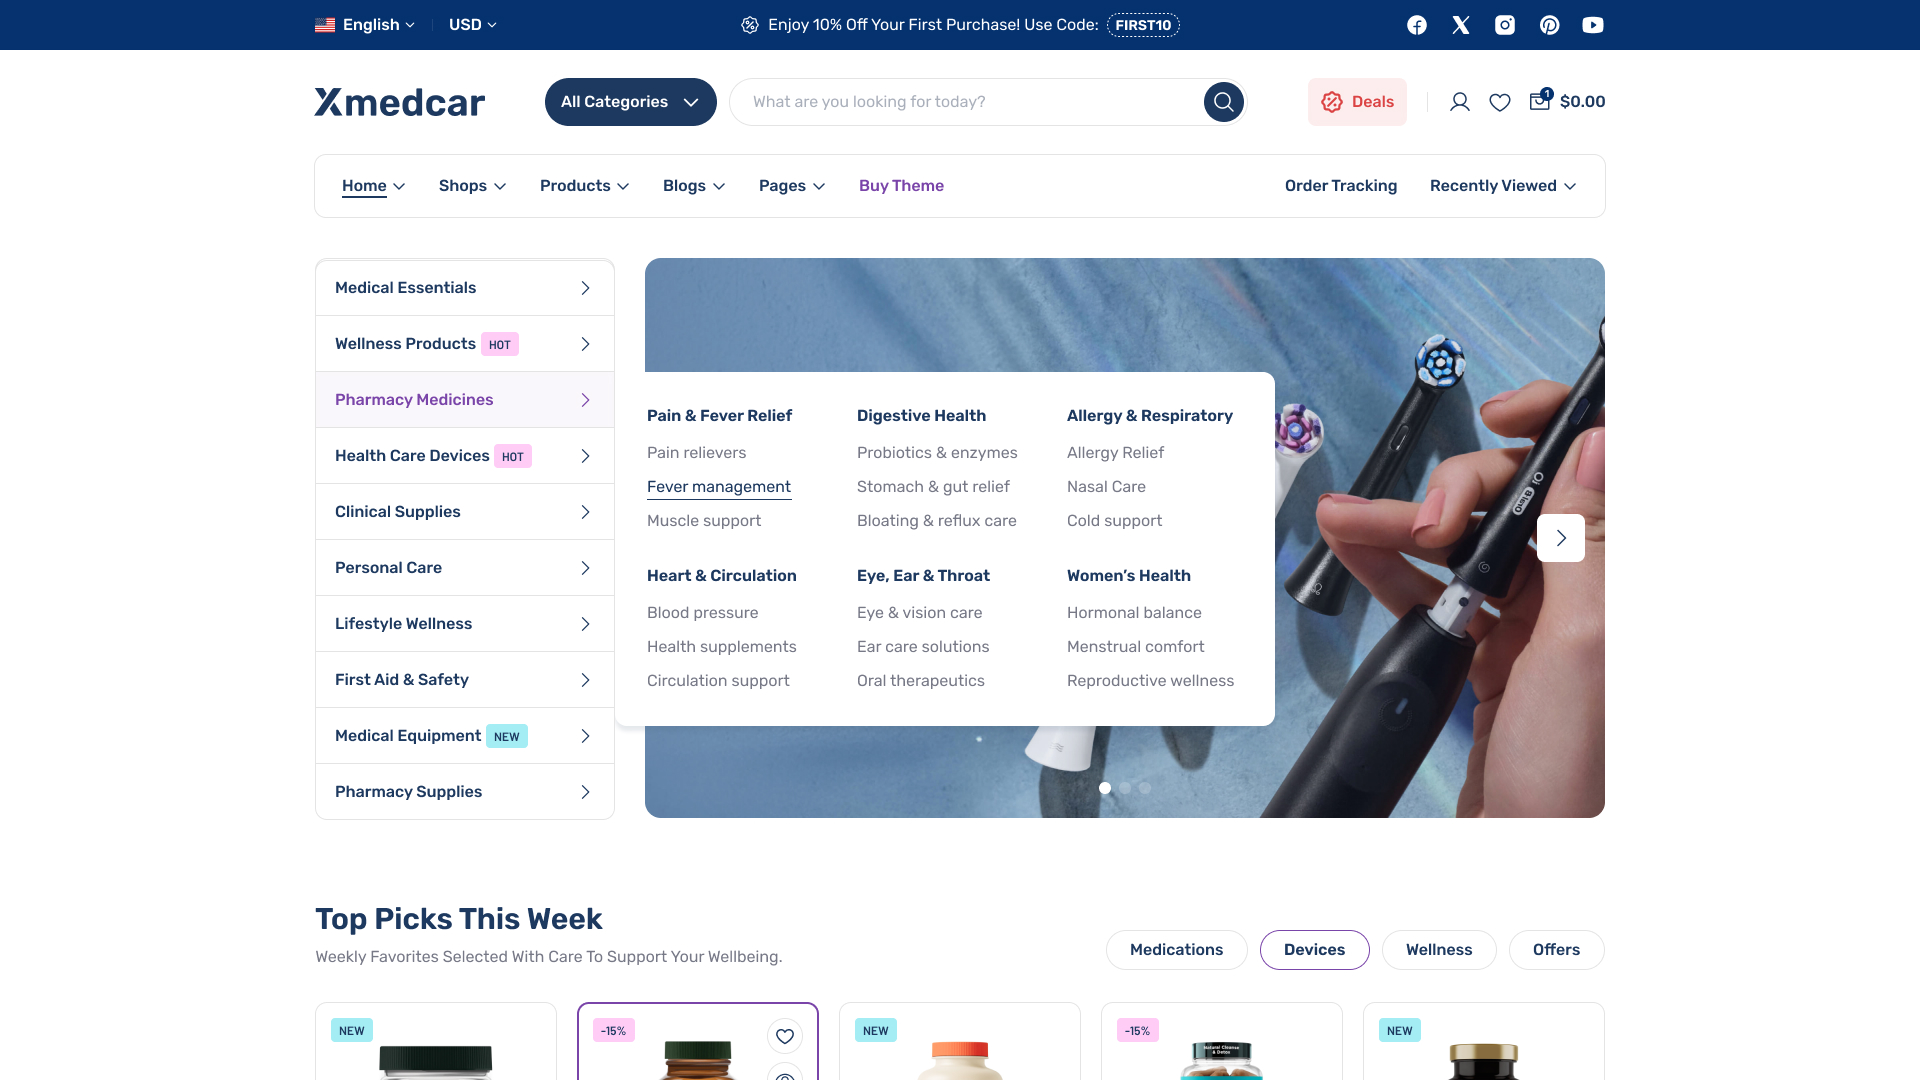 English
USD
Enjoy 10% Off Your First Purchase! Use Code:
FIRST10
Xmedcar
All Categories
What are you looking for today?
Deals
1
$0.00
Home
Shops
Products
Blogs
Pages
Buy Theme
Order Tracking
Recently Viewed
Medical Essentials
Wellness Products HOT
Pharmacy Medicines
Health Care Devices HOT
Clinical Supplies
Personal Care
Lifestyle Wellness
First Aid & Safety
Medical Equipment NEW
Pharmacy Supplies
Pain & Fever Relief
Pain relievers
Fever management
Muscle support
Digestive Health
Probiotics & enzymes
Stomach & gut relief
Bloating & reflux care
Allergy & Respiratory
Allergy Relief
Nasal Care
Cold support
Heart & Circulation
Blood pressure
Health supplements
Circulation support
Eye, Ear & Throat
Eye & vision care
Ear care solutions
Oral therapeutics
Women’s Health
Hormonal balance
Menstrual comfort
Reproductive wellness
Top Picks This Week
Weekly Favorites Selected With Care To Support Your Wellbeing.
Medications
Devices
Wellness
Offers
NEW
-15%
NEW
-15%
Natural Cleanse
& Detox
NEW